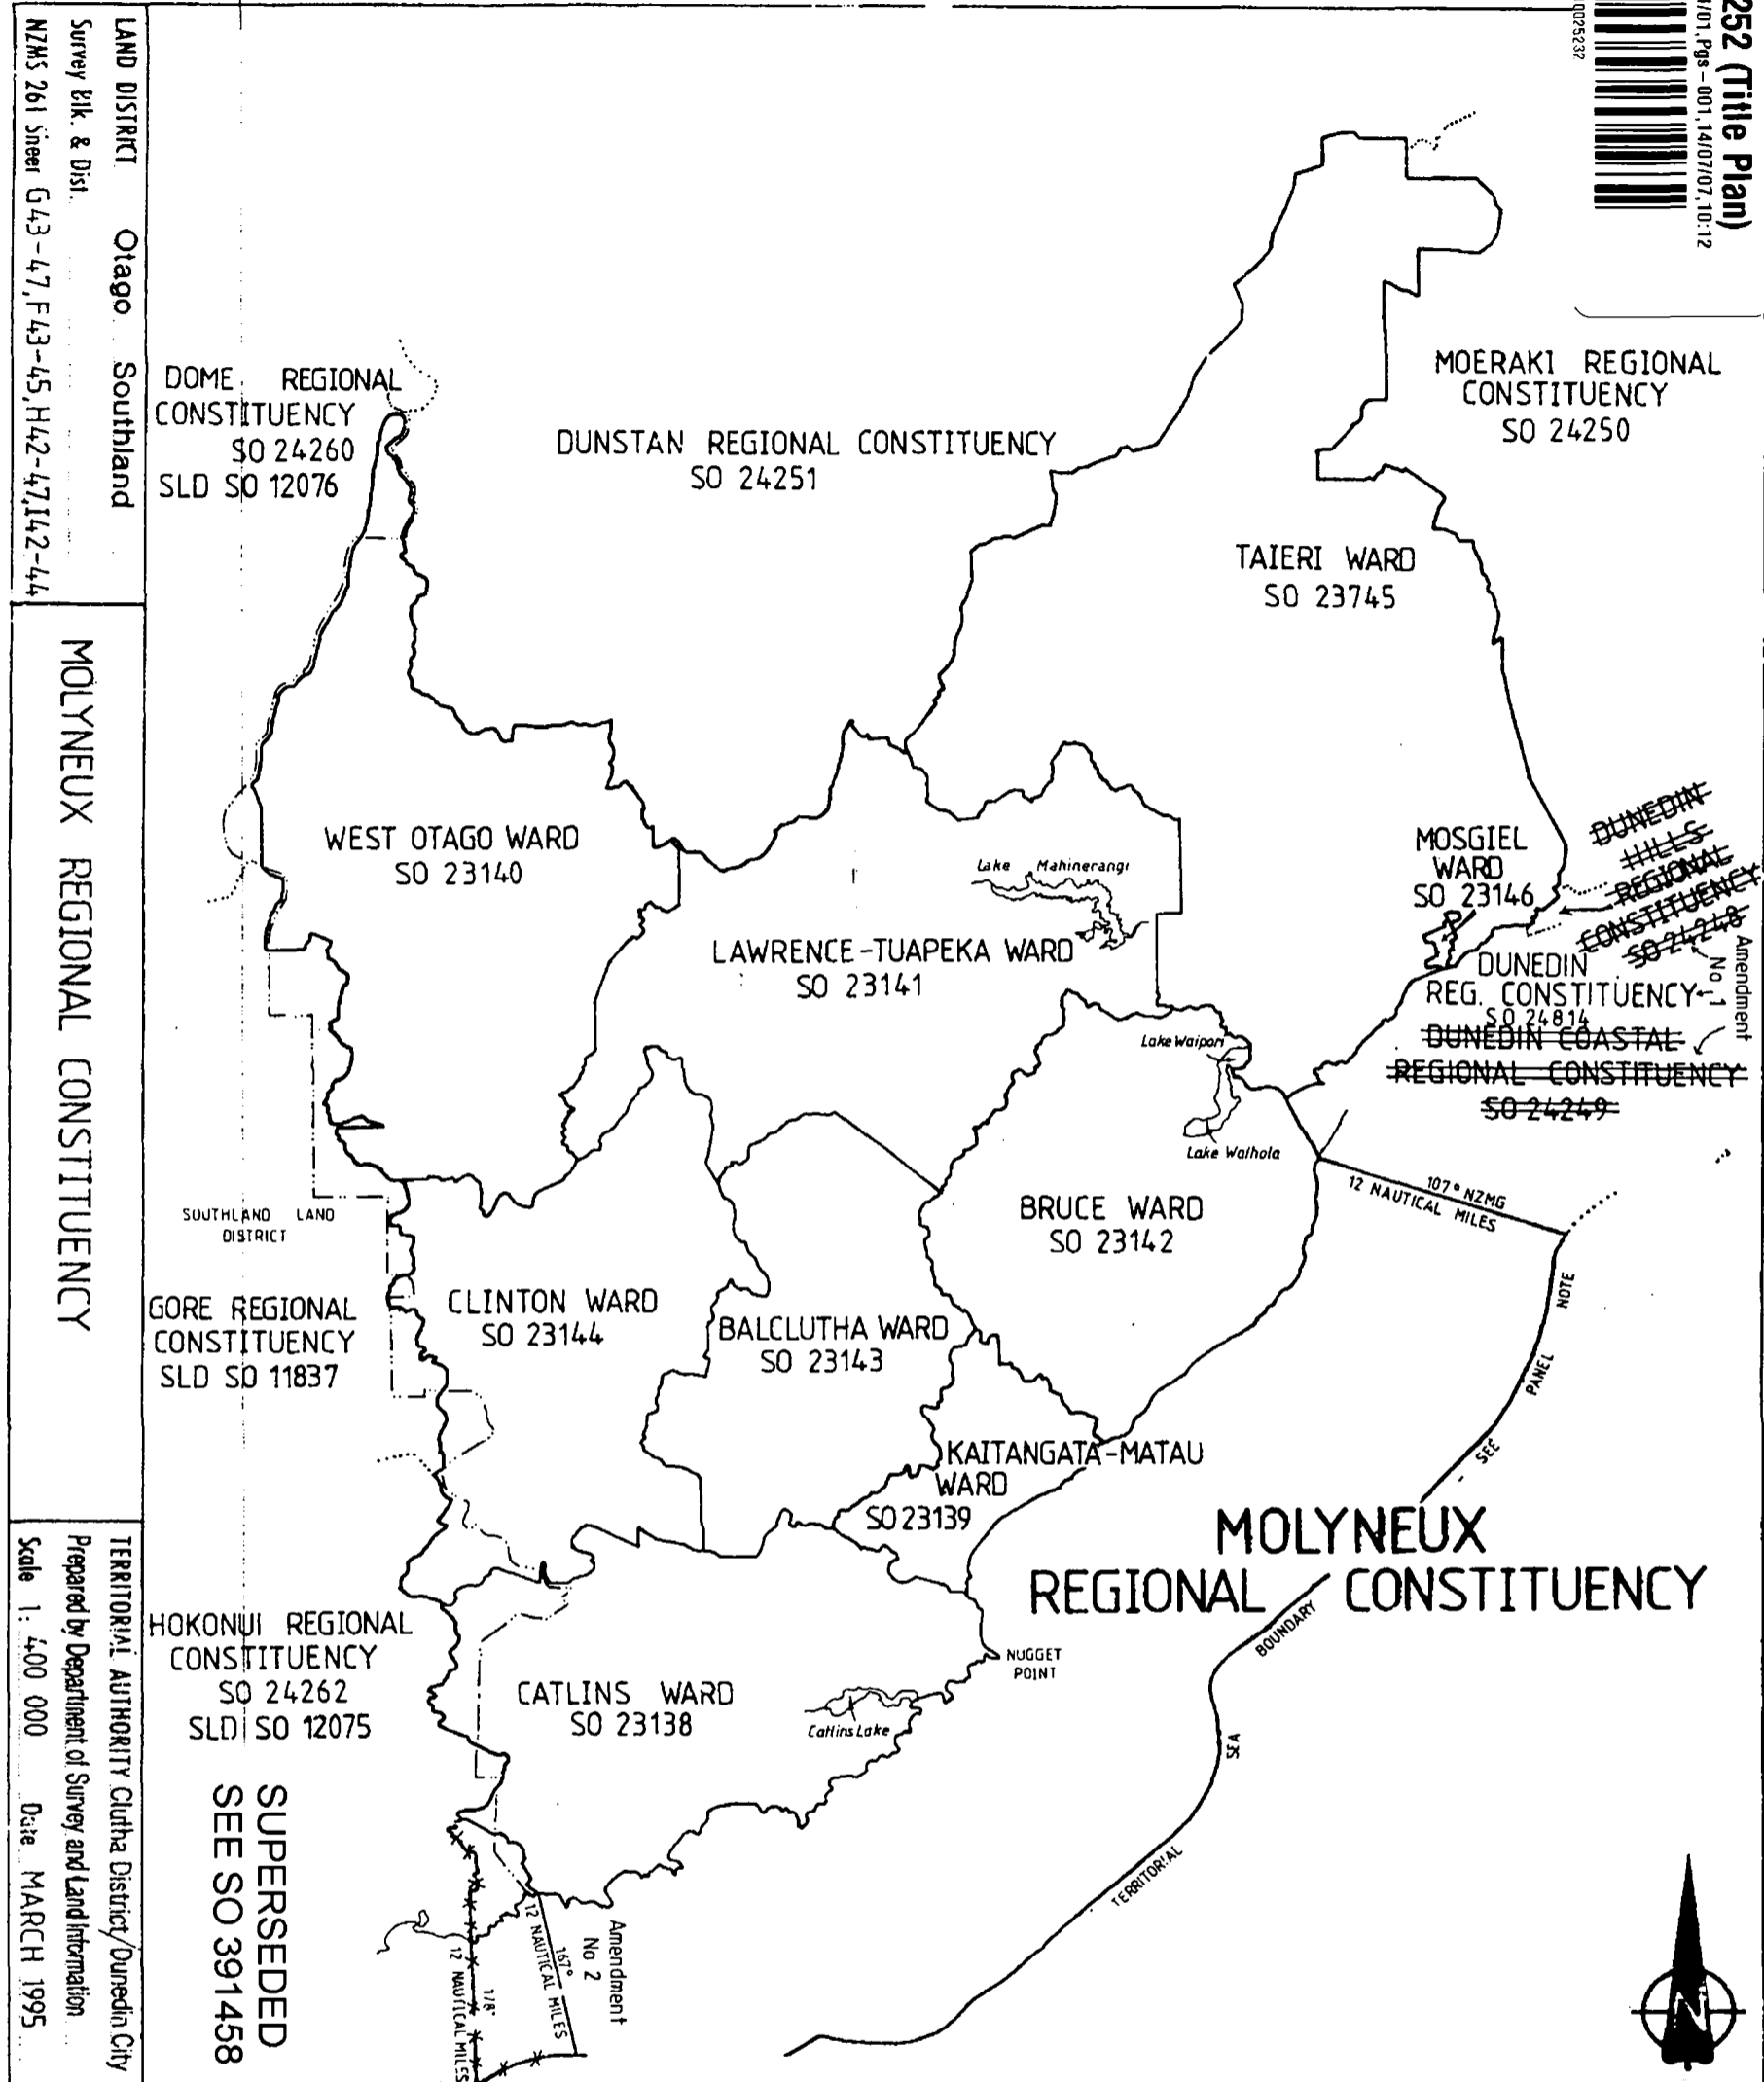 252 (Title Plan)
/01,Pgs-001,14/07/07,10:12
0025232
LAND DISTRICT Otago Southland
Survey Blk. & Dist.
NZMS 261 Sheet G43-47,F43-45,H42-47,I42-44
MOLYNEUX REGIONAL CONSTITUENCY
TERRITORIAL AUTHORITY Clutha District/Dunedin City
Prepared by Department of Survey and Land Information
Scale 1: 400 000 Date MARCH 1995
DOME REGIONAL
CONSTITUENCY
SO 24260
SLD SO 12076
DUNSTAN REGIONAL CONSTITUENCY
SO 24251
MOERAKI REGIONAL
CONSTITUENCY
SO 24250
TAIERI WARD
SO 23745
WEST OTAGO WARD
SO 23140
Lake Mahinerangi
LAWRENCE-TUAPEKA WARD
SO 23141
MOSGIEL
WARD
SO 23146
DUNEDIN
HILLS
REGIONAL
CONSTITUENCY
SO 24248
Amendment
No 1
DUNEDIN
REG. CONSTITUENCY
SO 24814
DUNEDIN COASTAL
REGIONAL CONSTITUENCY
SO 24249
Lake Waipori
Lake Waihola
107° NZMG
12 NAUTICAL MILES
SOUTHLAND LAND
DISTRICT
BRUCE WARD
SO 23142
GORE REGIONAL
CONSTITUENCY
SLD SO 11837
CLINTON WARD
SO 23144
BALCLUTHA WARD
SO 23143
KAITANGATA-MATAU
WARD
SO 23139
SEE PANEL NOTE
MOLYNEUX
REGIONAL CONSTITUENCY
HOKONUI REGIONAL
CONSTITUENCY
SO 24262
SLD SO 12075
CATLINS WARD
SO 23138
Catlins Lake
NUGGET
POINT
TERRITORIAL SEA BOUNDARY
SUPERSEDED
SEE SO 391458
Amendment
No 2
167°
12 NAUTICAL MILES
178°
12 NAUTICAL MILES
N